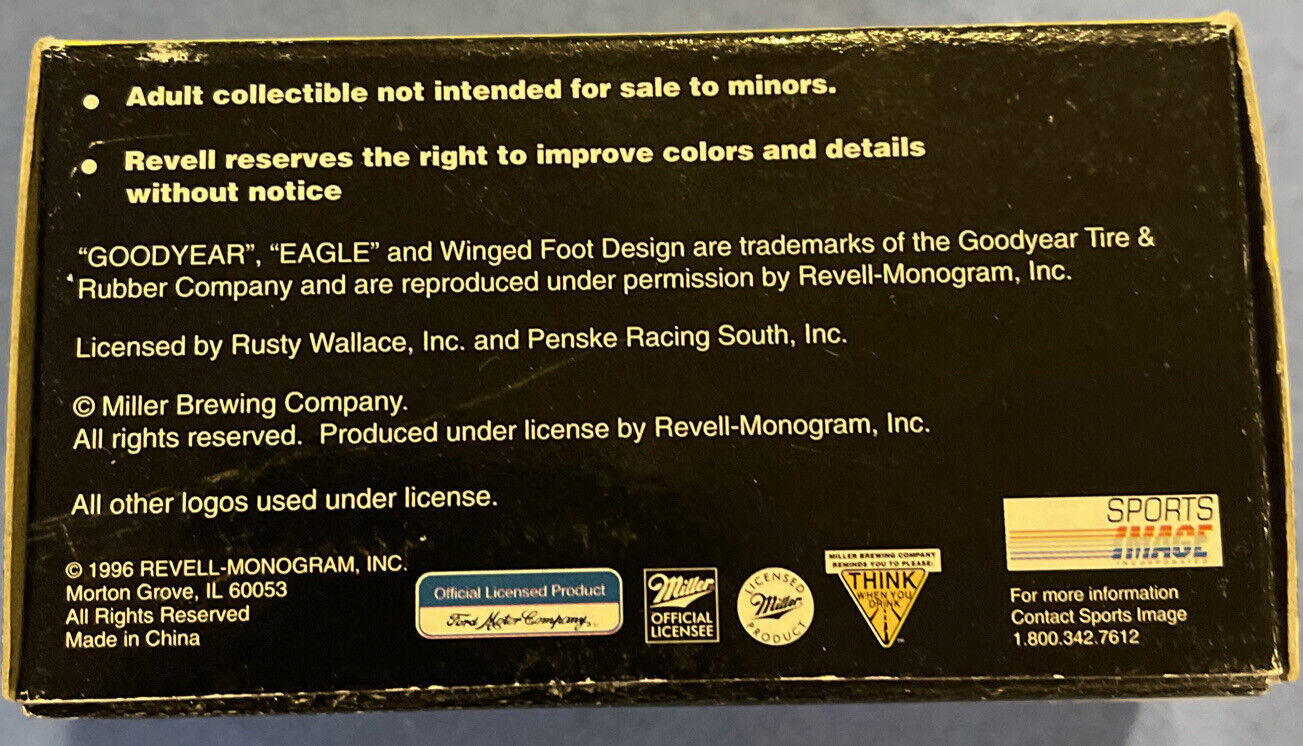 • Adult collectible not intended for sale to minors.
• Revell reserves the right to improve colors and details
without notice
“GOODYEAR”, “EAGLE” and Winged Foot Design are trademarks of the Goodyear Tire &
Rubber Company and are reproduced under permission by Revell-Monogram, Inc.
Licensed by Rusty Wallace, Inc. and Penske Racing South, Inc.
© Miller Brewing Company.
All rights reserved. Produced under license by Revell-Monogram, Inc.
All other logos used under license.
© 1996 REVELL-MONOGRAM, INC.
Morton Grove, IL 60053
All Rights Reserved
Made in China
Official Licensed Product
Ford Motor Company
Miller
OFFICIAL
LICENSEE
LICENSED
Miller
PRODUCT
MILLER BREWING COMPANY
REMINDS YOU TO PLEASE:
THINK
WHEN YOU
DRINK
TM
SPORTS
IMAGE
INCORPORATED
For more information
Contact Sports Image
1.800.342.7612